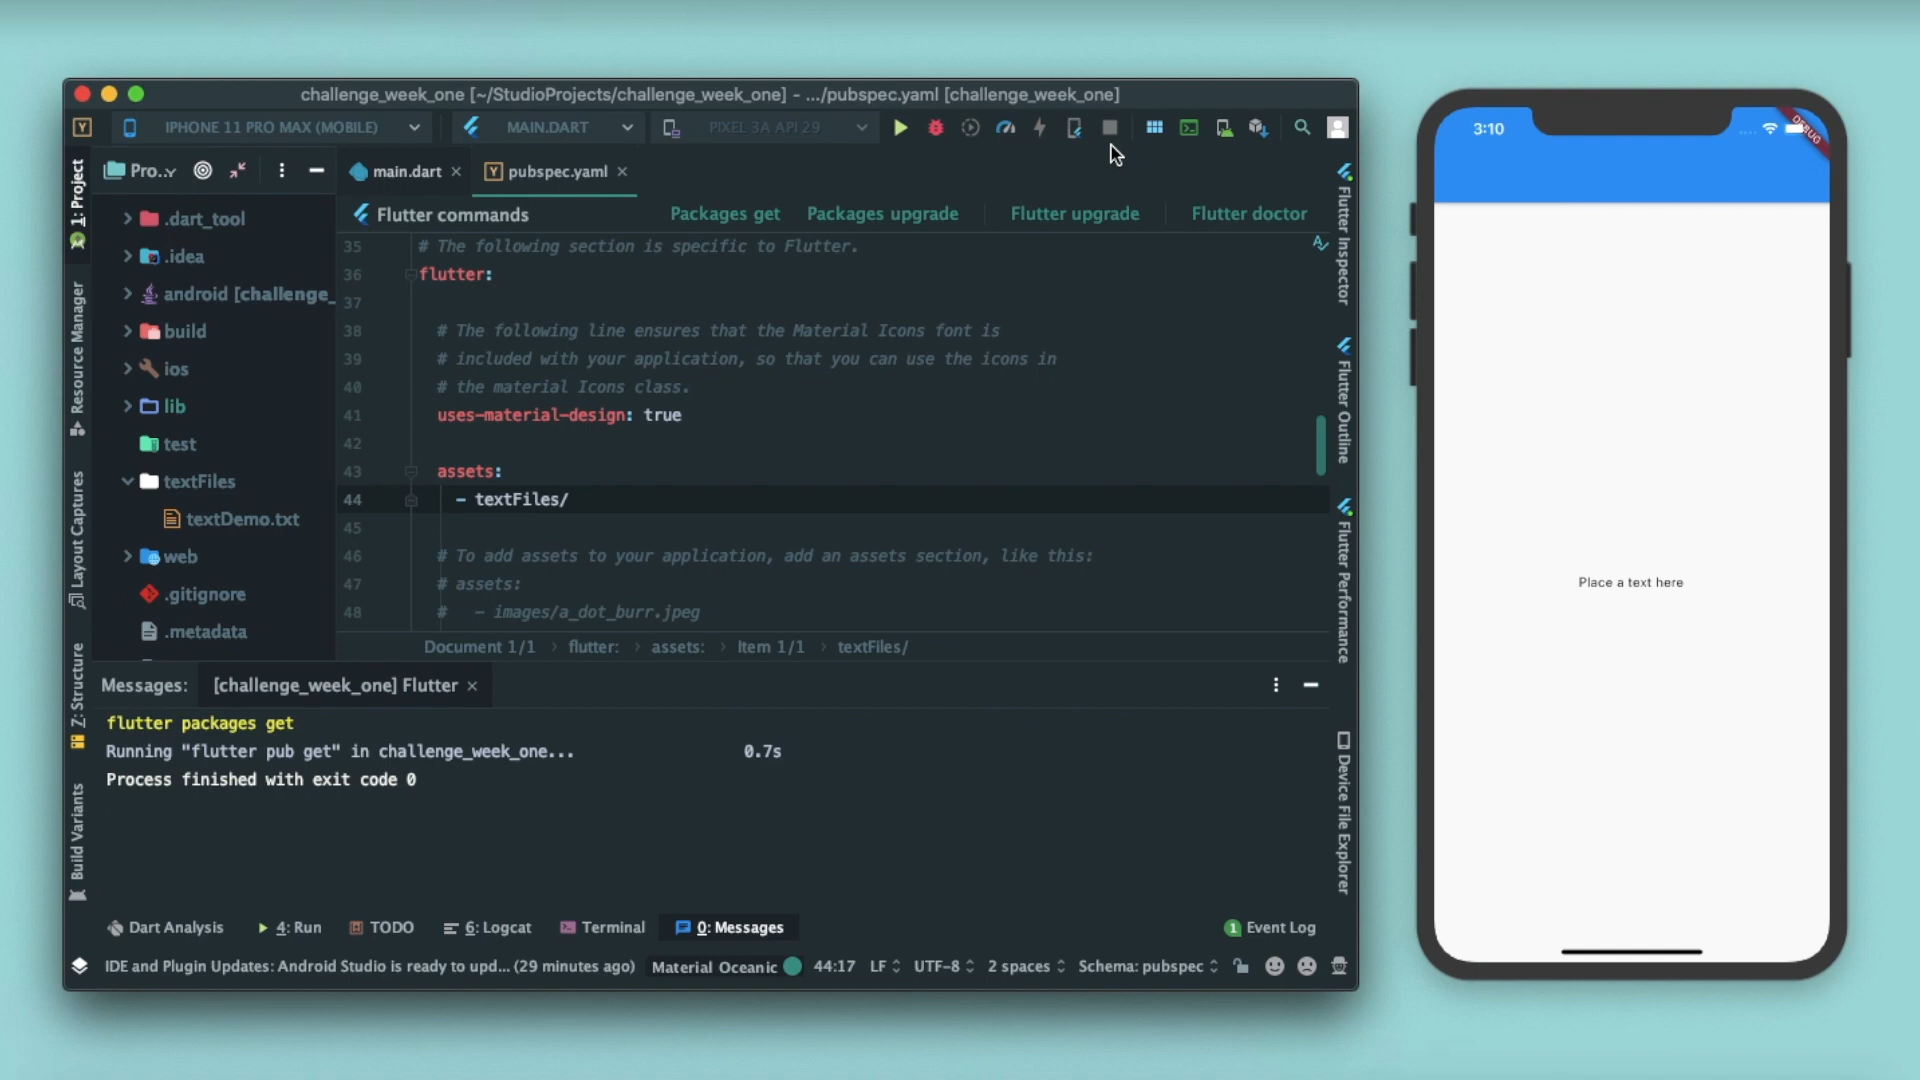 challenge_week_one [~/StudioProjects/challenge_week_one] – .../pubspec.yaml [challenge_week_one]
IPHONE 11 PRO MAX (MOBILE)
MAIN.DART
PIXEL 3A API 29
1: Project
Resource Manager
Layout Captures
Z: Structure
Build Variants
Pro..
.dart_tool
.idea
android [challenge_
build
ios
lib
test
textFiles
textDemo.txt
web
.gitignore
.metadata
main.dart
pubspec.yaml
Flutter commands
Packages get
Packages upgrade
Flutter upgrade
Flutter doctor
35 # The following section is specific to Flutter.
36 flutter:
37
38 # The following line ensures that the Material Icons font is
39 # included with your application, so that you can use the icons in
40 # the material Icons class.
41 uses-material-design: true
42
43 assets:
44 - textFiles/
45
46 # To add assets to your application, add an assets section, like this:
47 # assets:
48 #   - images/a_dot_burr.jpeg
Document 1/1 › flutter: › assets: › Item 1/1 › textFiles/
Flutter Inspector
Flutter Outline
Flutter Performance
Device File Explorer
Messages:
[challenge_week_one] Flutter
flutter packages get
Running "flutter pub get" in challenge_week_one... 0.7s
Process finished with exit code 0
Dart Analysis
4: Run
TODO
6: Logcat
Terminal
0: Messages
1 Event Log
IDE and Plugin Updates: Android Studio is ready to upd... (29 minutes ago)
Material Oceanic
44:17
LF
UTF-8
2 spaces
Schema: pubspec
3:10
DEBUG
Place a text here